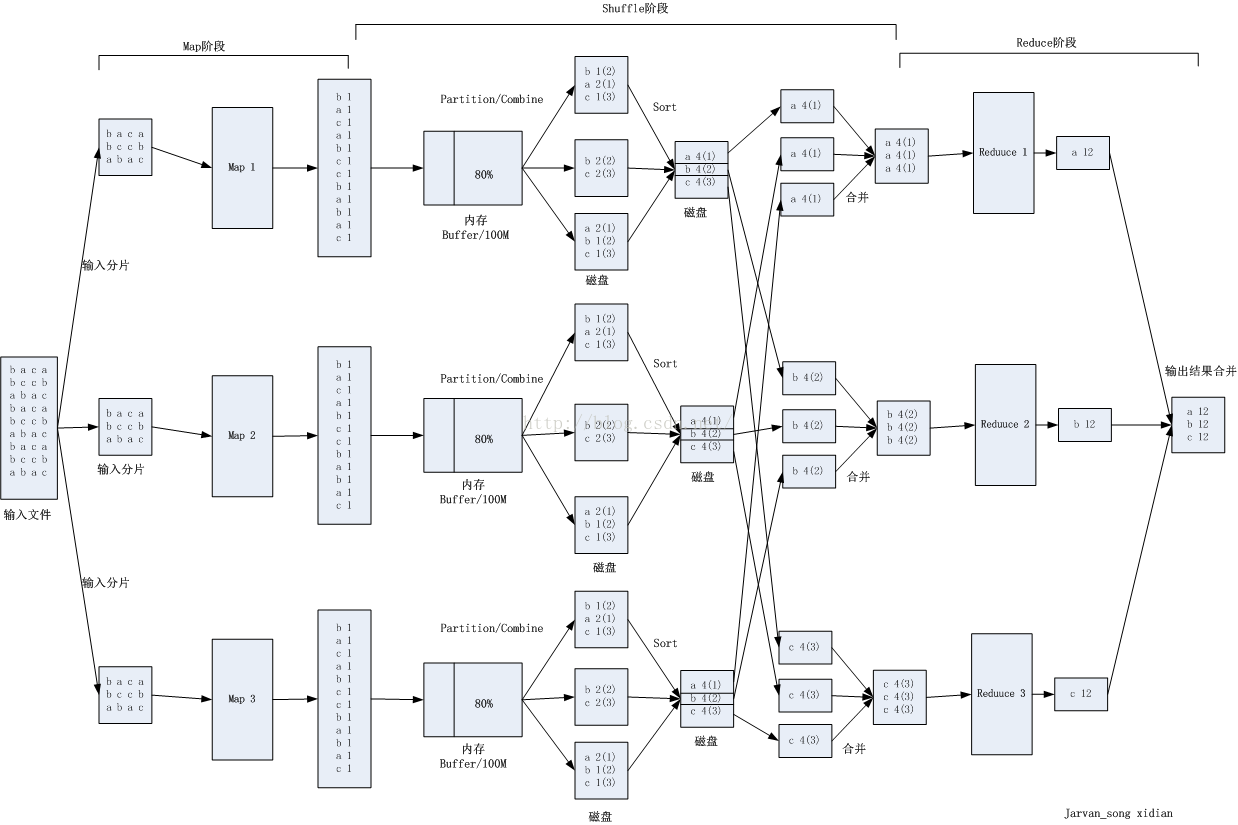 Shuffle阶段
Map阶段
Reduce阶段
b a c a
b c c b
a b a c
Map 1
b 1
a 1
c 1
a 1
b 1
c 1
c 1
b 1
a 1
b 1
a 1
c 1
Partition/Combine
80%
内存
Buffer/100M
b 1(2)
a 2(1)
c 1(3)
b 2(2)
c 2(3)
a 2(1)
b 1(2)
c 1(3)
磁盘
Sort
a 4(1)
b 4(2)
c 4(3)
磁盘
a 4(1)
a 4(1)
a 4(1)
合并
a 4(1)
a 4(1)
a 4(1)
Reduuce 1
a 12
输入分片
b a c a
b c c b
a b a c
b a c a
b c c b
a b a c
b a c a
b c c b
a b a c
输入文件
b a c a
b c c b
a b a c
输入分片
Map 2
b 1
a 1
c 1
a 1
b 1
c 1
c 1
b 1
a 1
b 1
a 1
c 1
Partition/Combine
80%
内存
Buffer/100M
b 1(2)
a 2(1)
c 1(3)
b 2(2)
c 2(3)
a 2(1)
b 1(2)
c 1(3)
磁盘
Sort
http://blog.csdn.net/
a 4(1)
b 4(2)
c 4(3)
磁盘
b 4(2)
b 4(2)
b 4(2)
合并
b 4(2)
b 4(2)
b 4(2)
Reduuce 2
b 12
输出结果合并
a 12
b 12
c 12
输入分片
b a c a
b c c b
a b a c
Map 3
b 1
a 1
c 1
a 1
b 1
c 1
c 1
b 1
a 1
b 1
a 1
c 1
Partition/Combine
80%
内存
Buffer/100M
b 1(2)
a 2(1)
c 1(3)
b 2(2)
c 2(3)
a 2(1)
b 1(2)
c 1(3)
磁盘
Sort
a 4(1)
b 4(2)
c 4(3)
磁盘
c 4(3)
c 4(3)
c 4(3)
合并
c 4(3)
c 4(3)
c 4(3)
Reduuce 3
c 12
Jarvan_song xidian